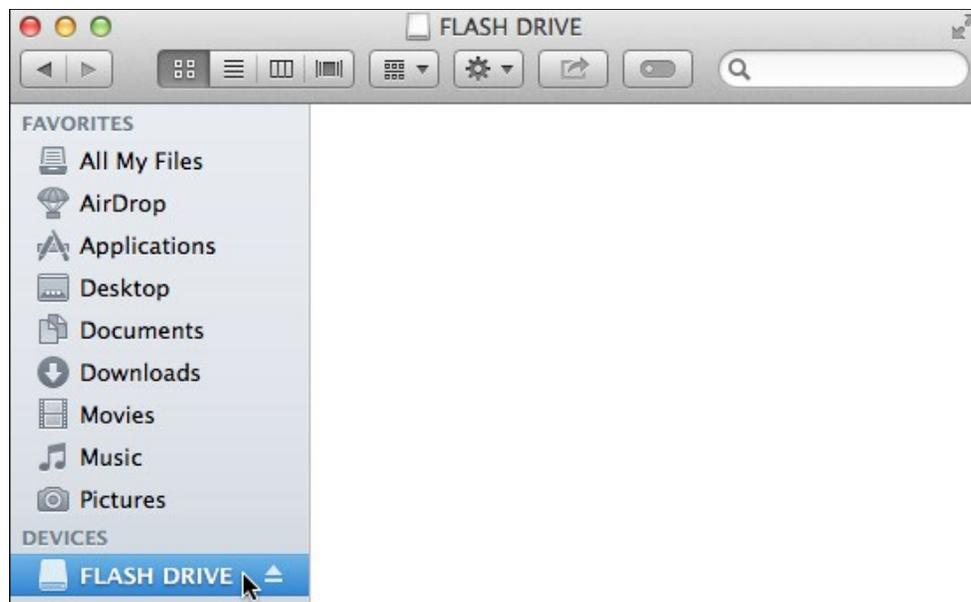 FLASH DRIVE
FAVORITES
All My Files
AirDrop
Applications
Desktop
Documents
Downloads
Movies
Music
Pictures
DEVICES
FLASH DRIVE